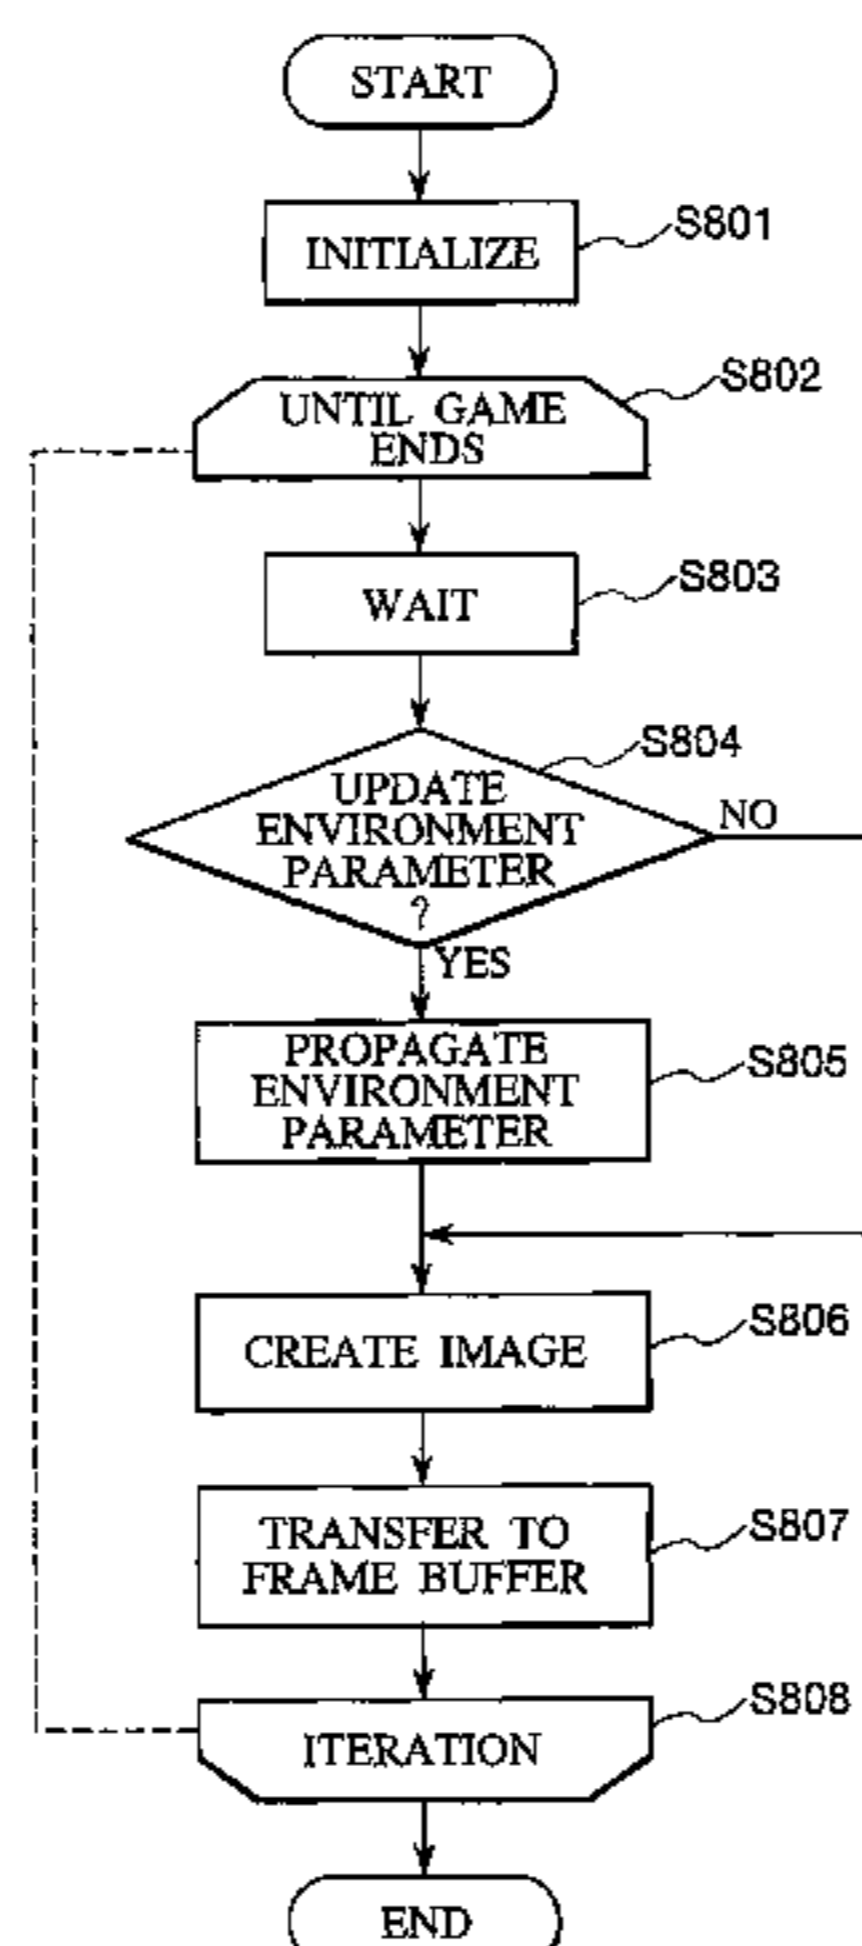 START
INITIALIZE
S801
UNTIL GAME
ENDS
S802
WAIT
S803
UPDATE
ENVIRONMENT
PARAMETER
?
S804
NO
YES
PROPAGATE
ENVIRONMENT
PARAMETER
S805
CREATE IMAGE
S806
TRANSFER TO
FRAME BUFFER
S807
ITERATION
S808
END